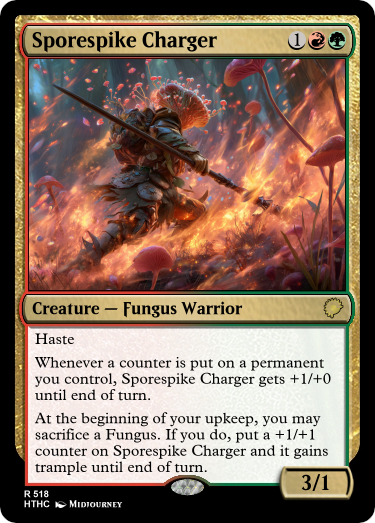 Sporespike Charger 1
Creature — Fungus Warrior
Haste
Whenever a counter is put on a permanent
you control, Sporespike Charger gets +1/+0
until end of turn.
At the beginning of your upkeep, you may
sacrifice a Fungus. If you do, put a +1/+1
counter on Sporespike Charger and it gains
trample until end of turn.
3/1
R 518
HTHC Midjourney